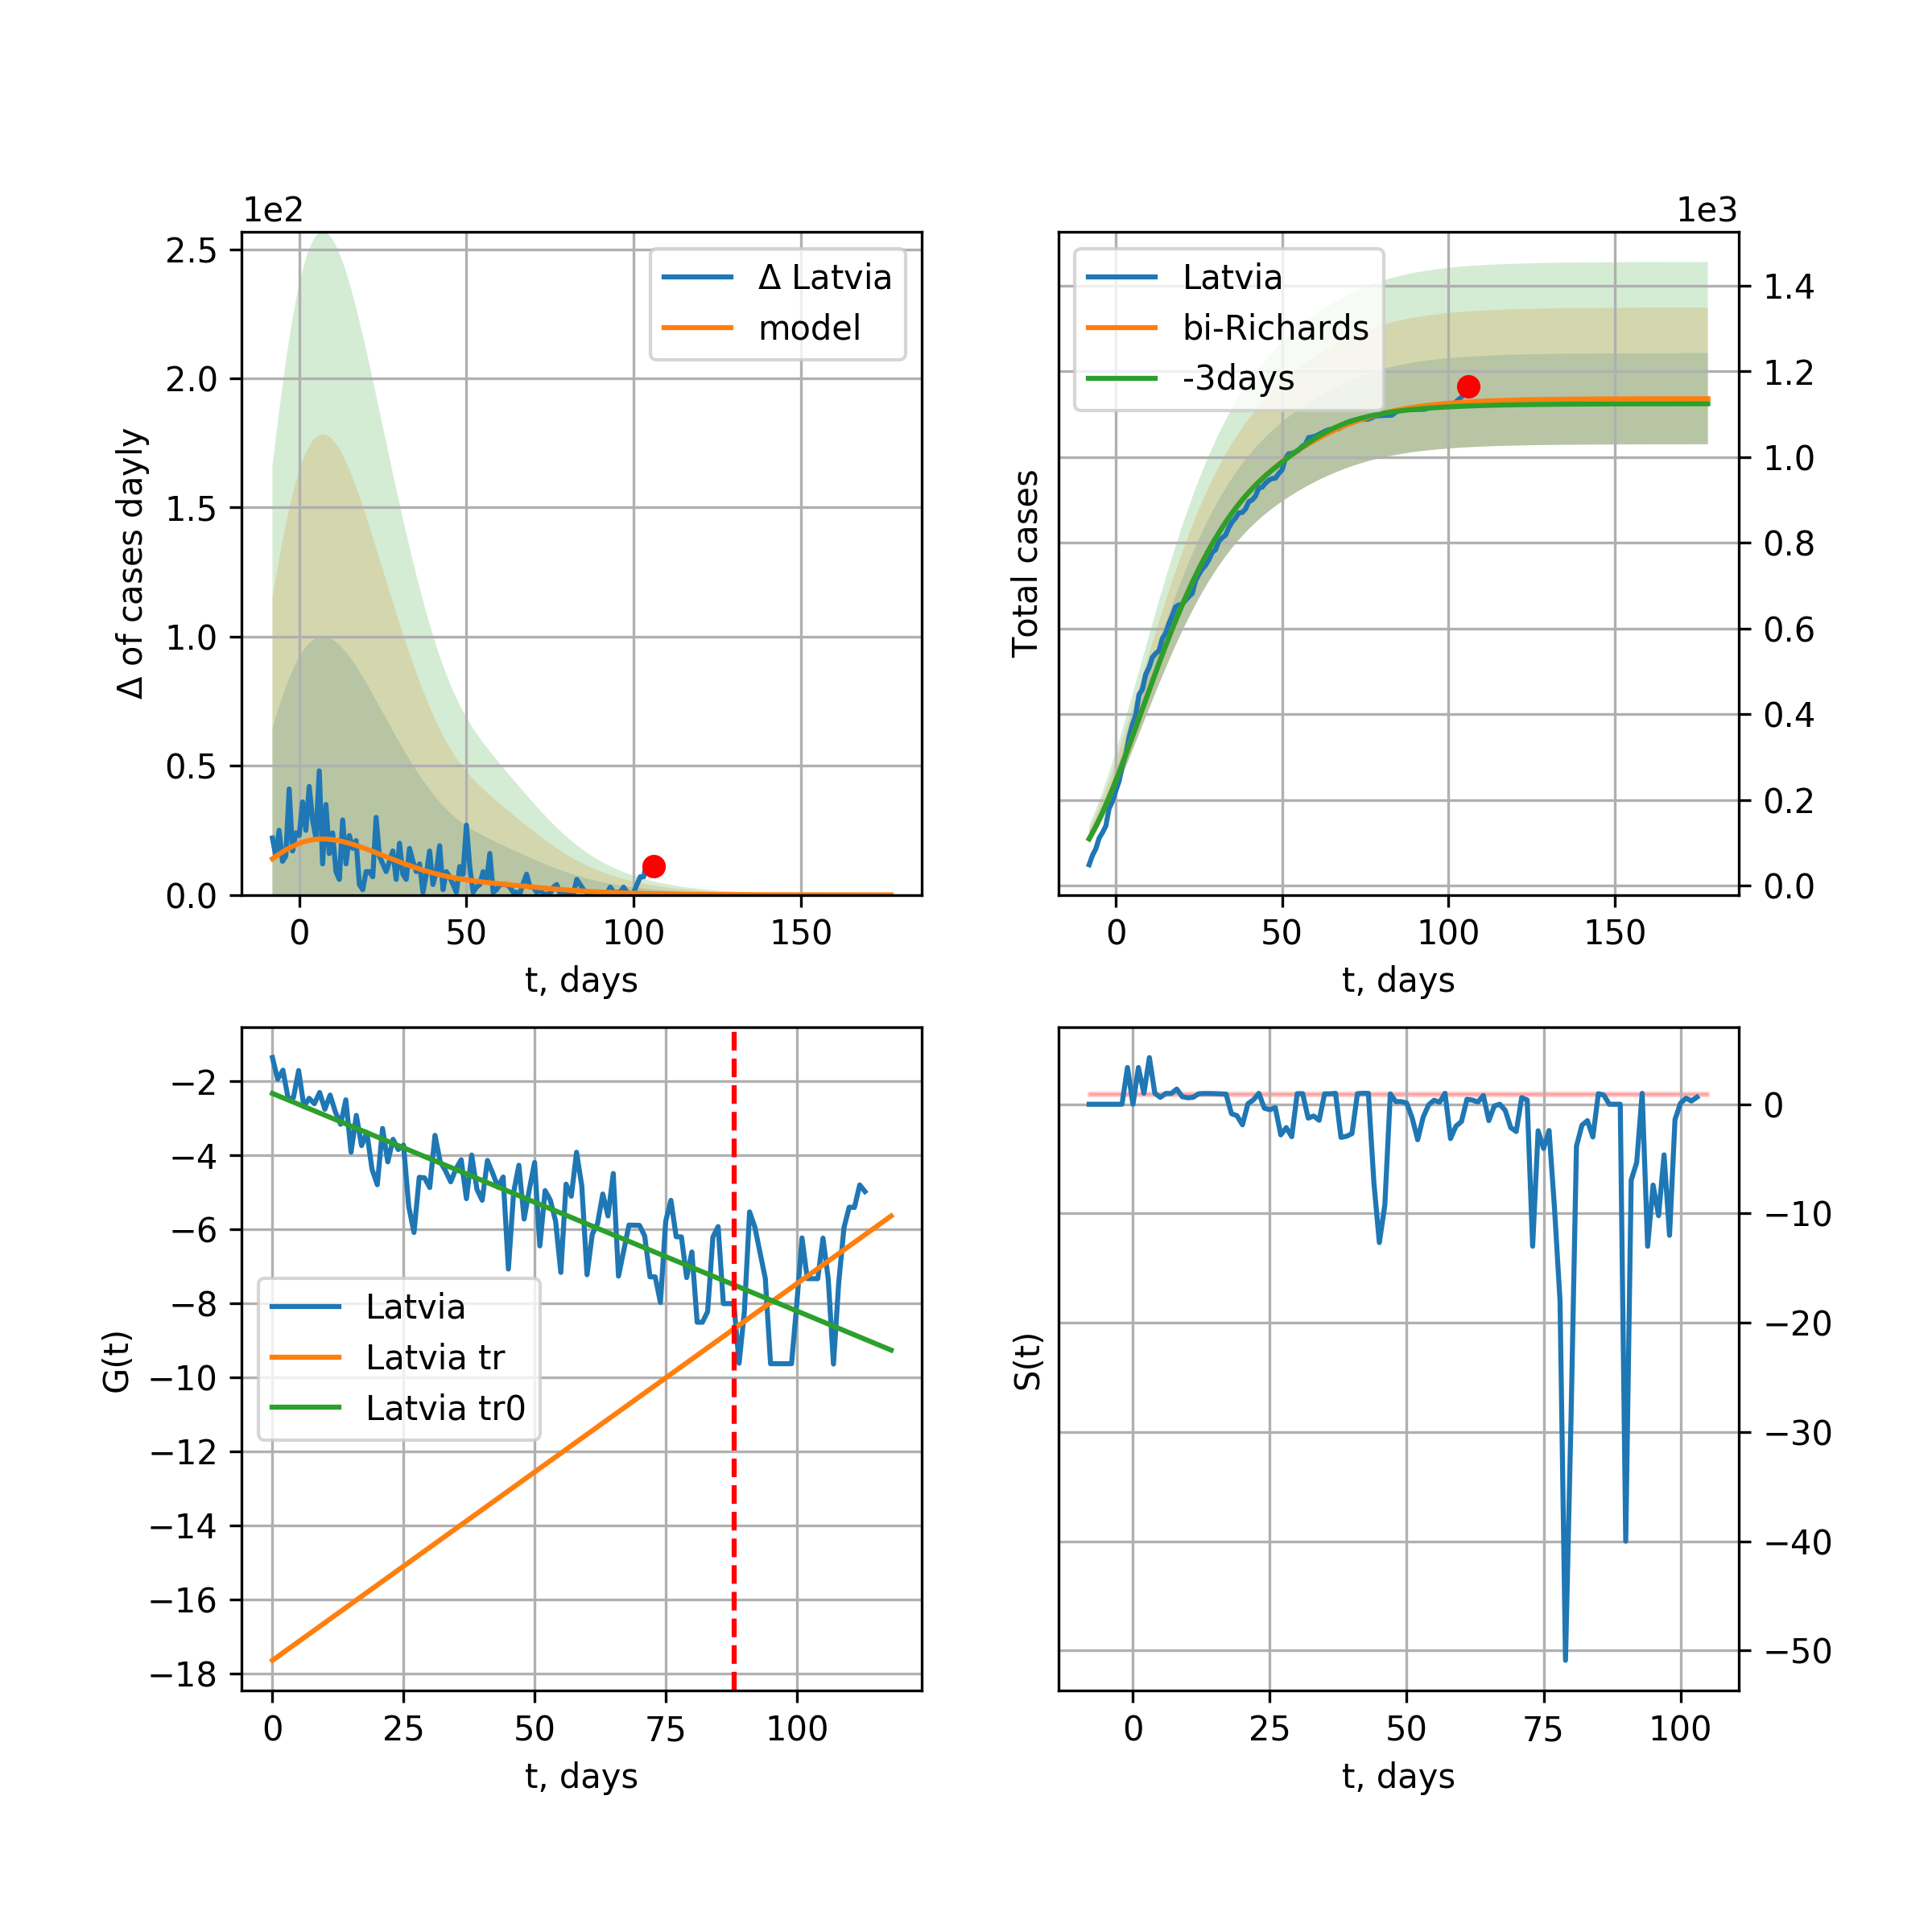 1e2
2.5
2.0
1.5
1.0
0.5
0.0
Δ of cases dayly
Δ Latvia
model
0
50
100
150
t, days
1e3
Latvia
bi-Richards
-3days
1.4
1.2
1.0
0.8
0.6
0.4
0.2
0.0
Total cases
0
50
100
150
t, days
−2
−4
−6
−8
−10
−12
−14
−16
−18
G(t)
Latvia
Latvia tr
Latvia tr0
0
25
50
75
100
t, days
0
−10
−20
−30
−40
−50
S(t)
0
25
50
75
100
t, days